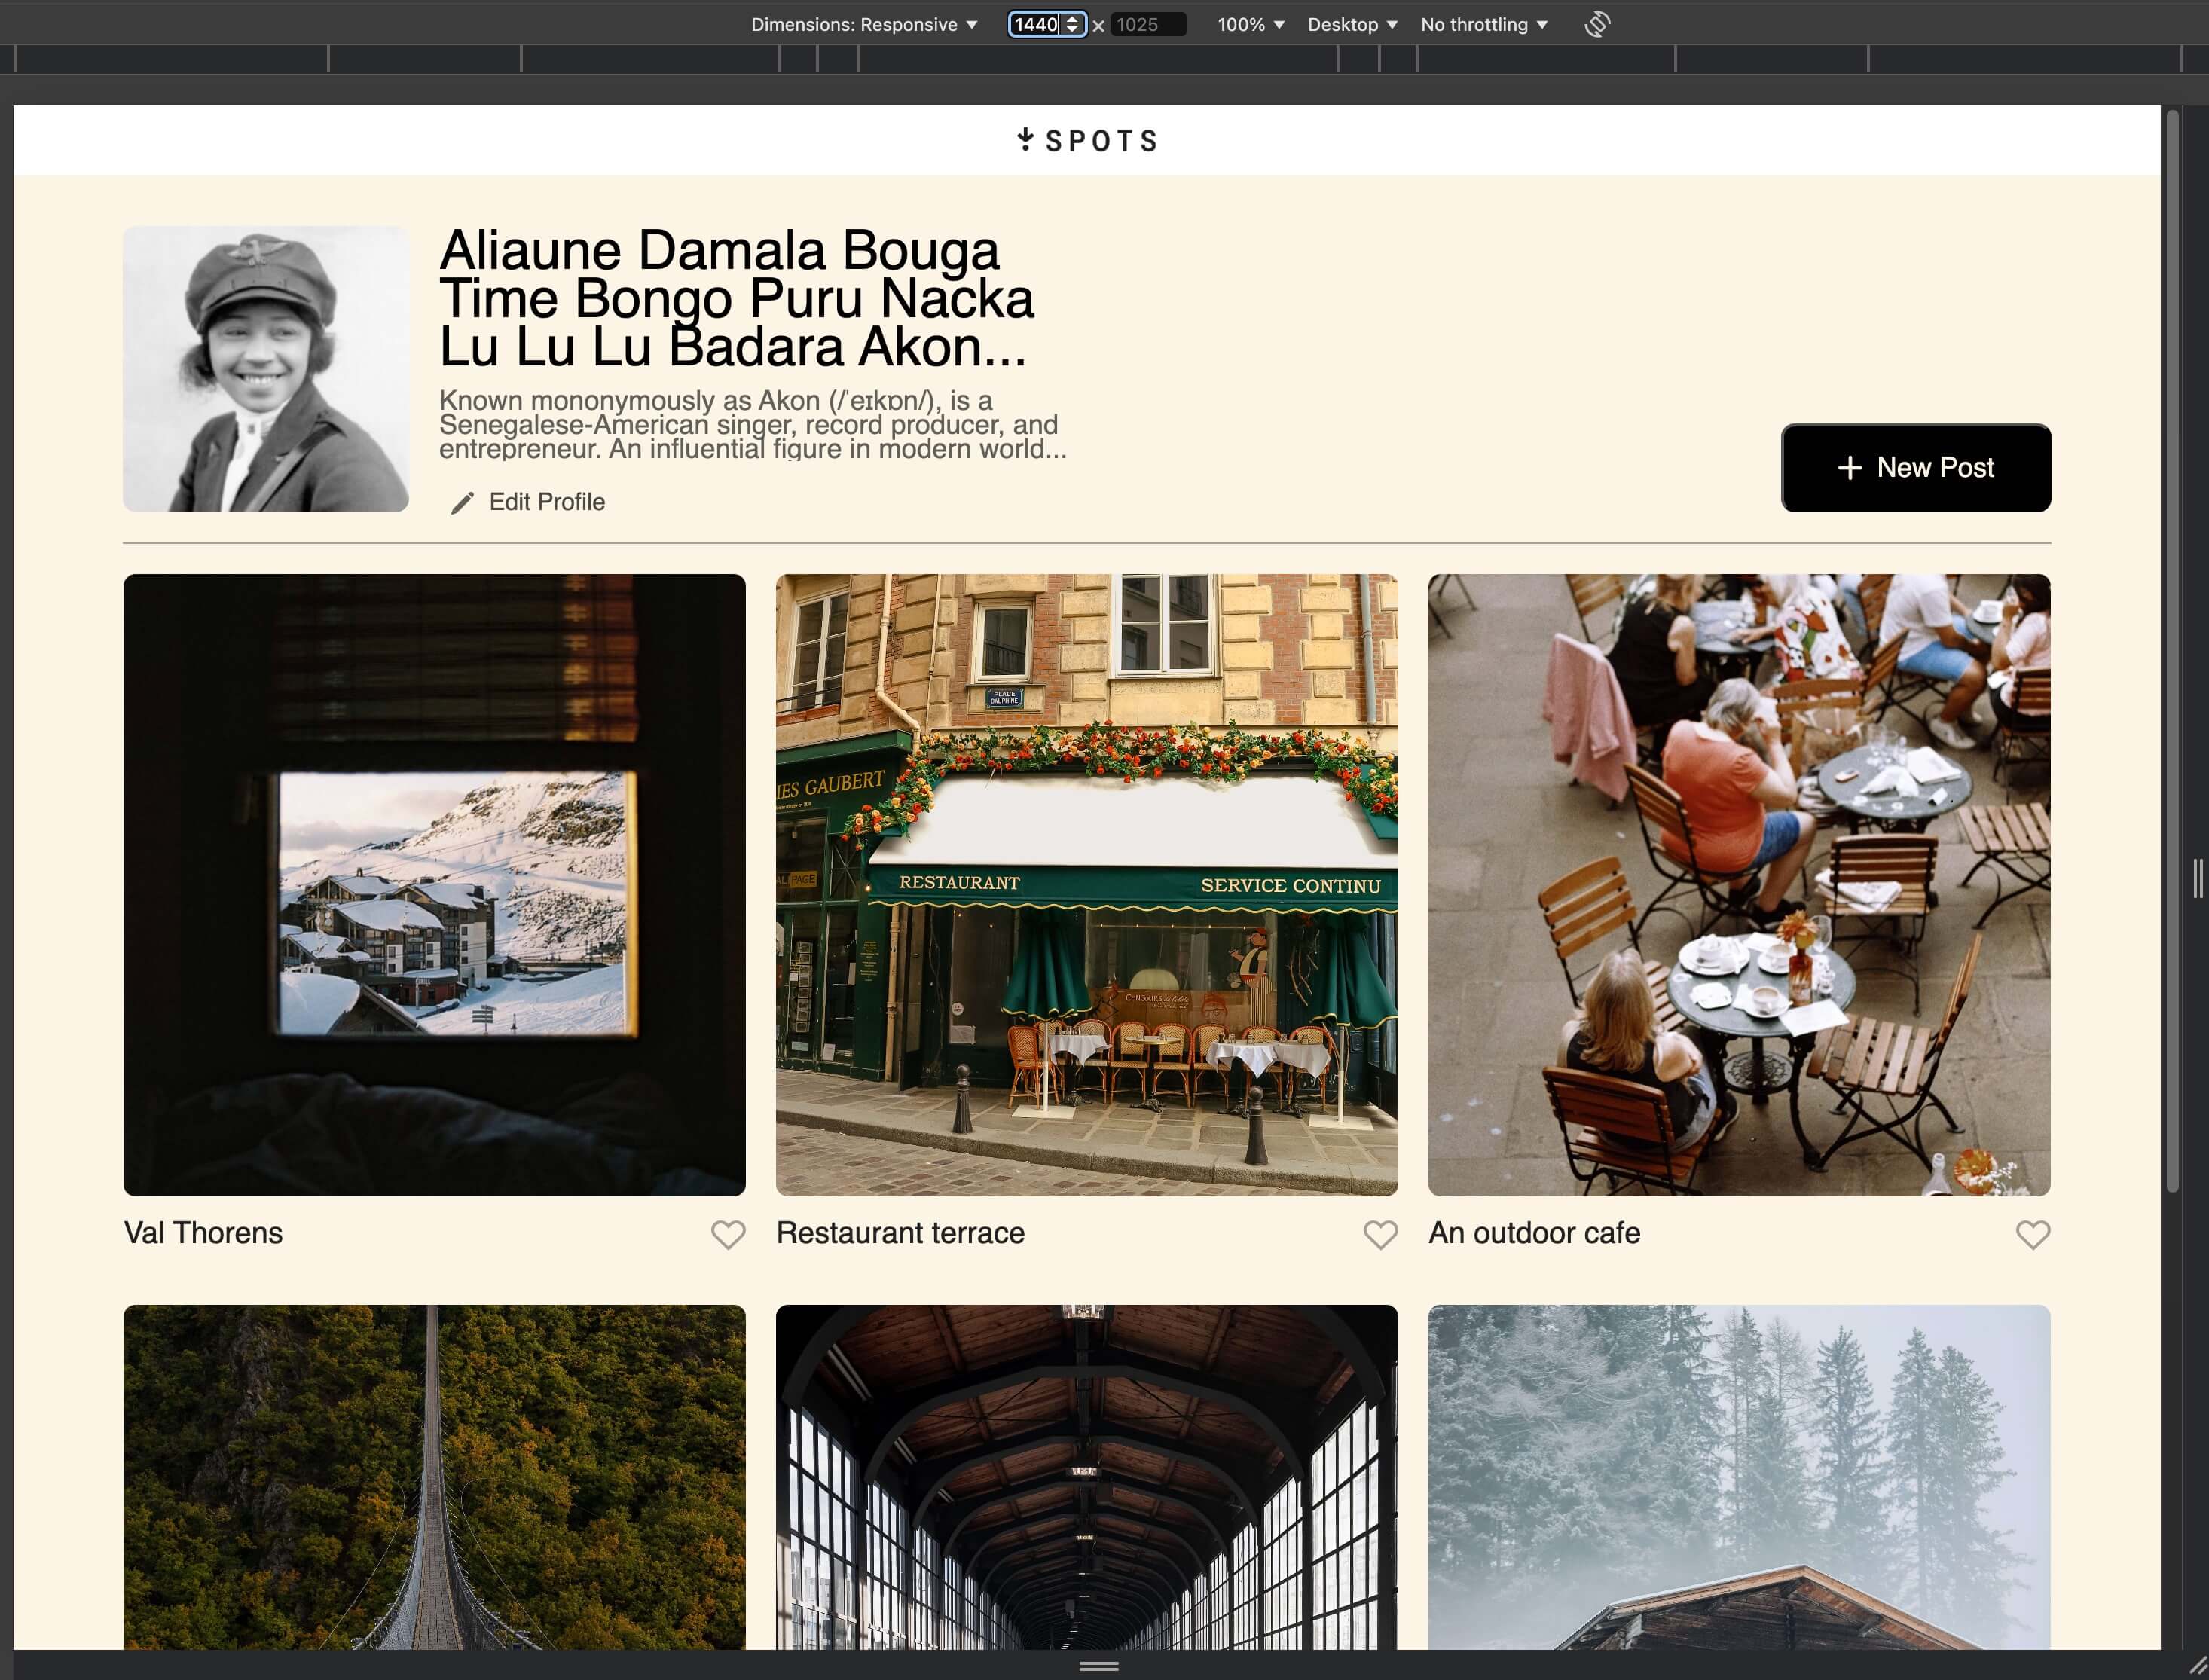 Dimensions: Responsive ▼ 1440 × 1025 100% ▼ Desktop ▼ No throttling ▼
SPOTS
Aliaune Damala Bouga
Time Bongo Puru Nacka
Lu Lu Lu Badara Akon...
Known mononymously as Akon (/ˈeɪkɒn/), is a
Senegalese-American singer, record producer, and
entrepreneur. An influential figure in modern world...
Edit Profile
+ New Post
PLACE
DAUPHINE
IES GAUBERT
PAGE
RESTAURANT
SERVICE CONTINU
CONCOURS
Val Thorens
Restaurant terrace
An outdoor cafe